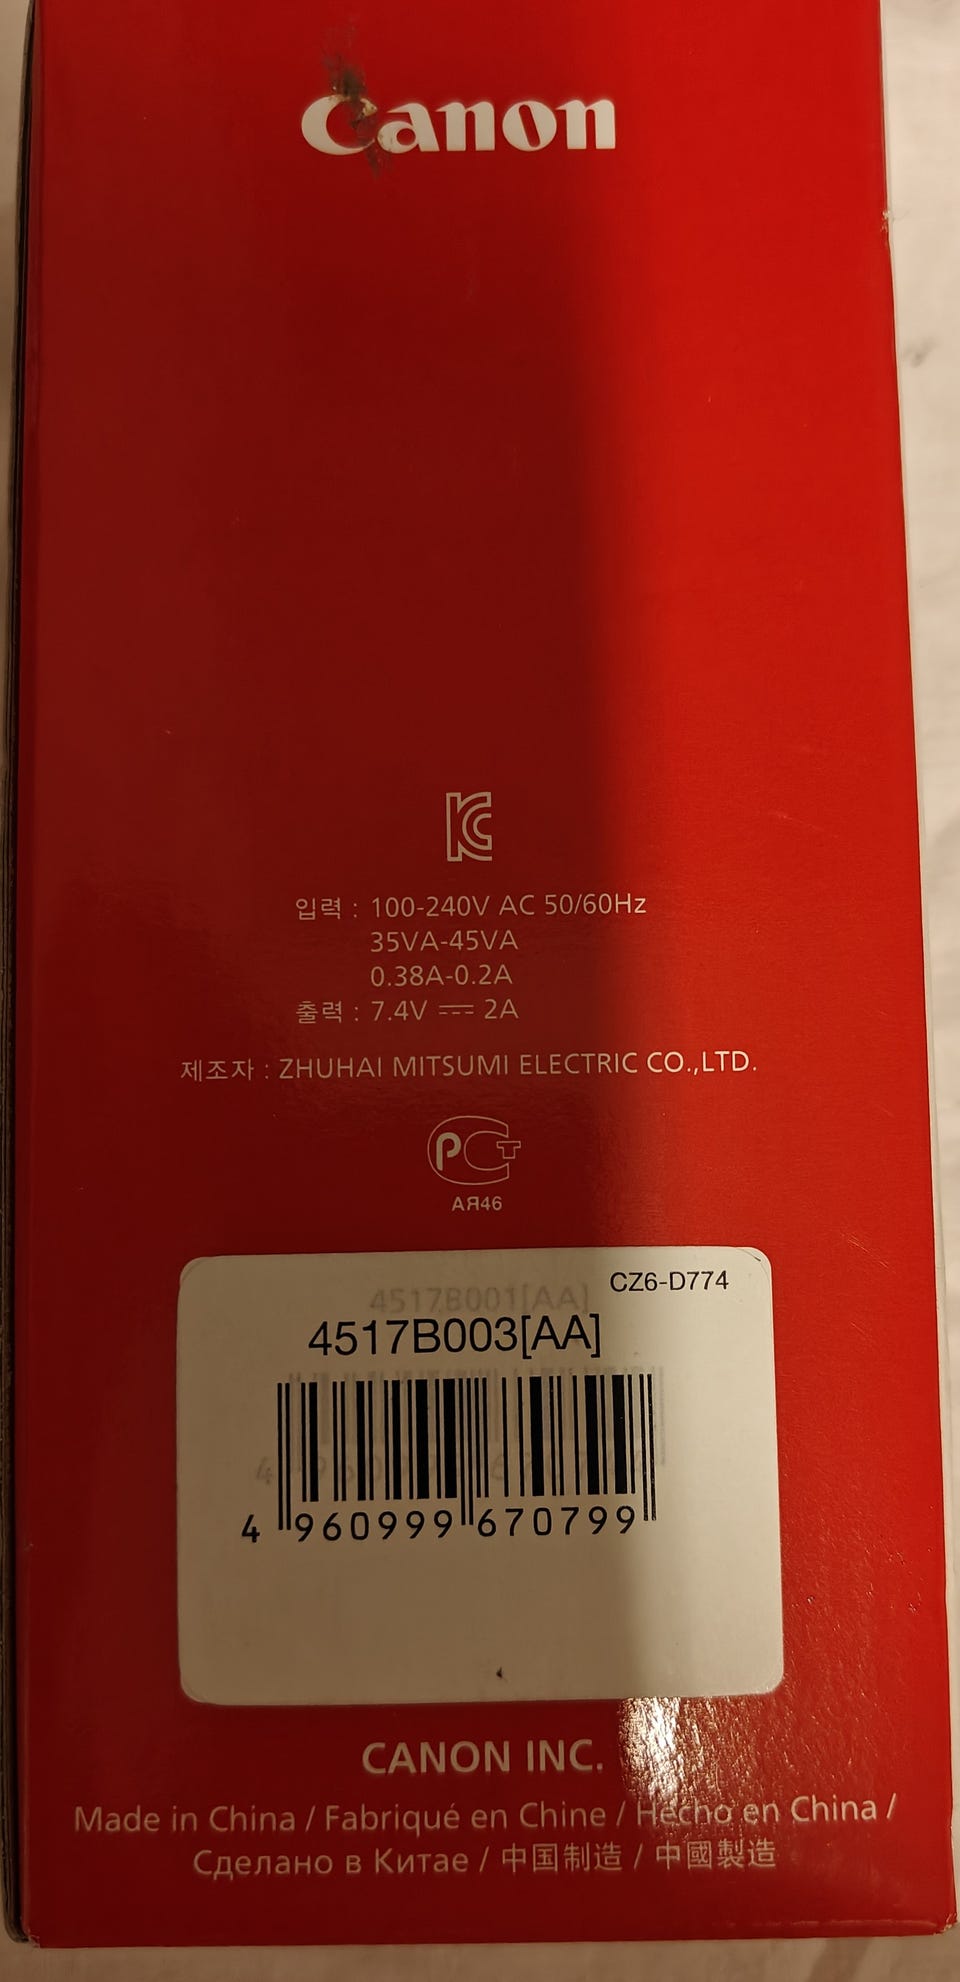 Canon
입력 : 100-240V AC 50/60Hz
35VA-45VA
0.38A-0.2A
출력 : 7.4V ⎓ 2A
제조자 : ZHUHAI MITSUMI ELECTRIC CO.,LTD.
РСТ
АЯ46
CZ6-D774
4517B001[AA]
4517B003[AA]
4 960999 670799
CANON INC.
Made in China / Fabriqué en Chine / Hecho en China /
Сделано в Китае / 中国制造 / 中國製造